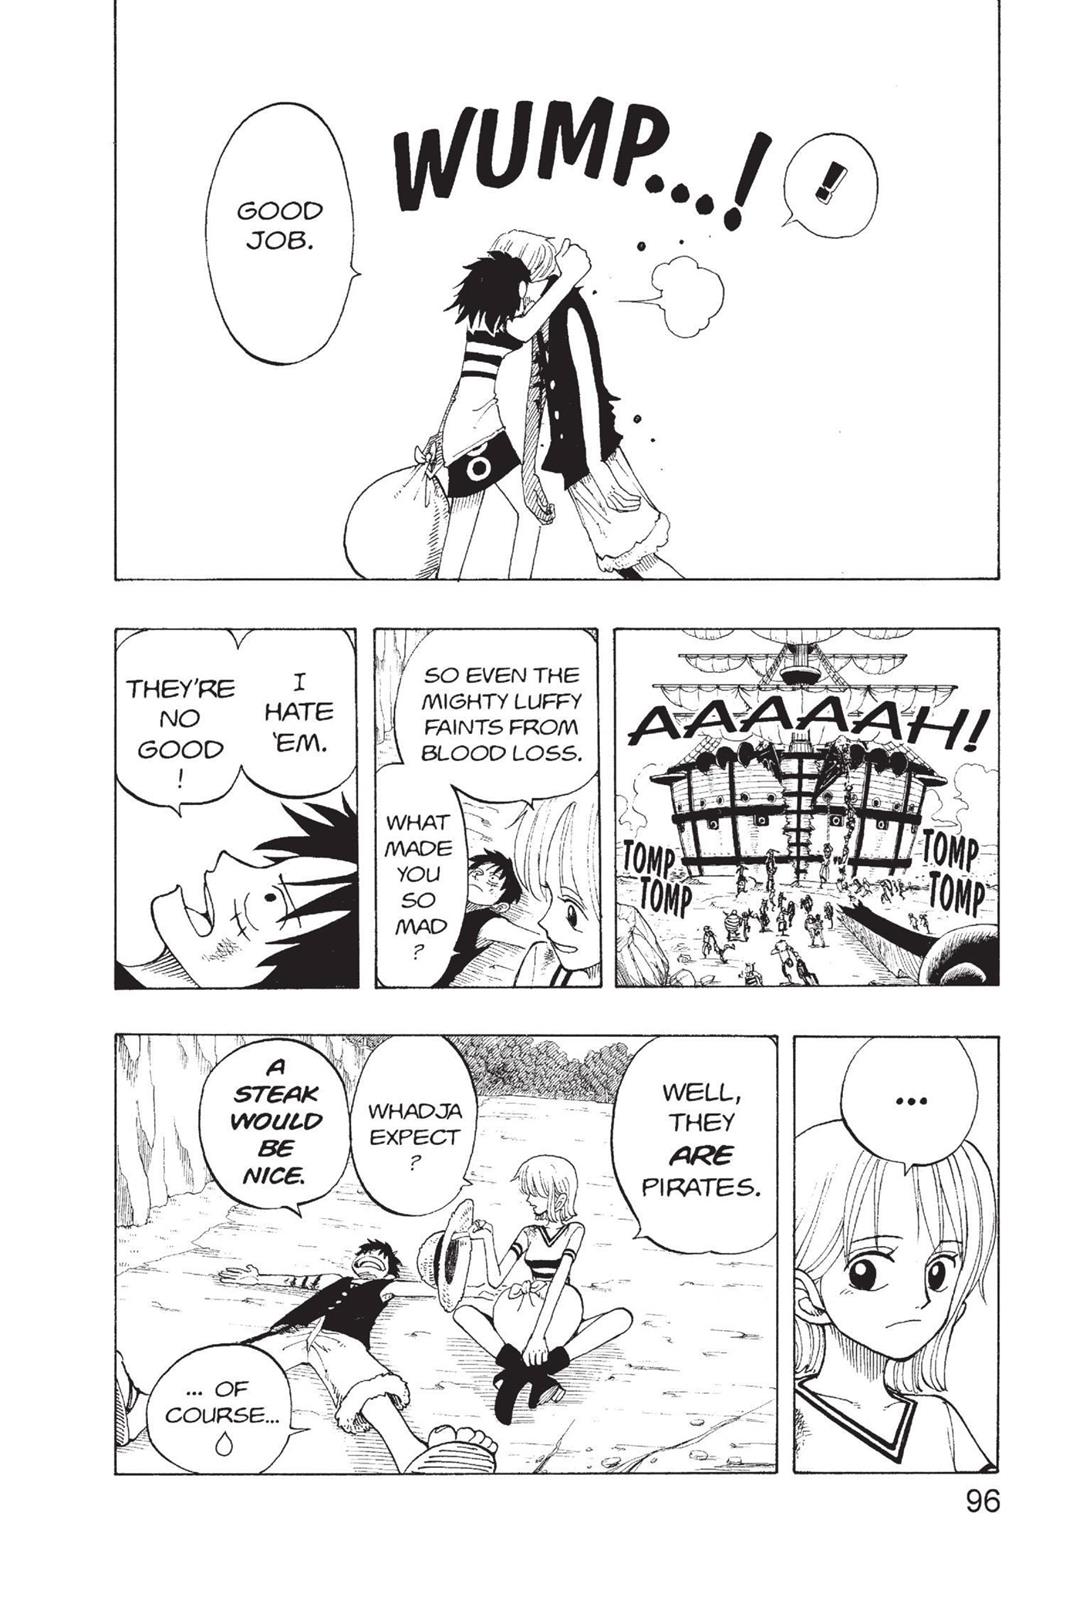 WUMP...!
!
GOOD
JOB.
AAAAAAH!
TOMP
TOMP
TOMP
TOMP
SO EVEN THE
MIGHTY LUFFY
FAINTS FROM
BLOOD LOSS.
WHAT
MADE
YOU
SO
MAD
?
I
HATE
'EM.
THEY'RE
NO
GOOD
!
...
WELL,
THEY
ARE
PIRATES.
WHADJA
EXPECT
?
A
STEAK
WOULD
BE
NICE.
... OF
COURSE...
96